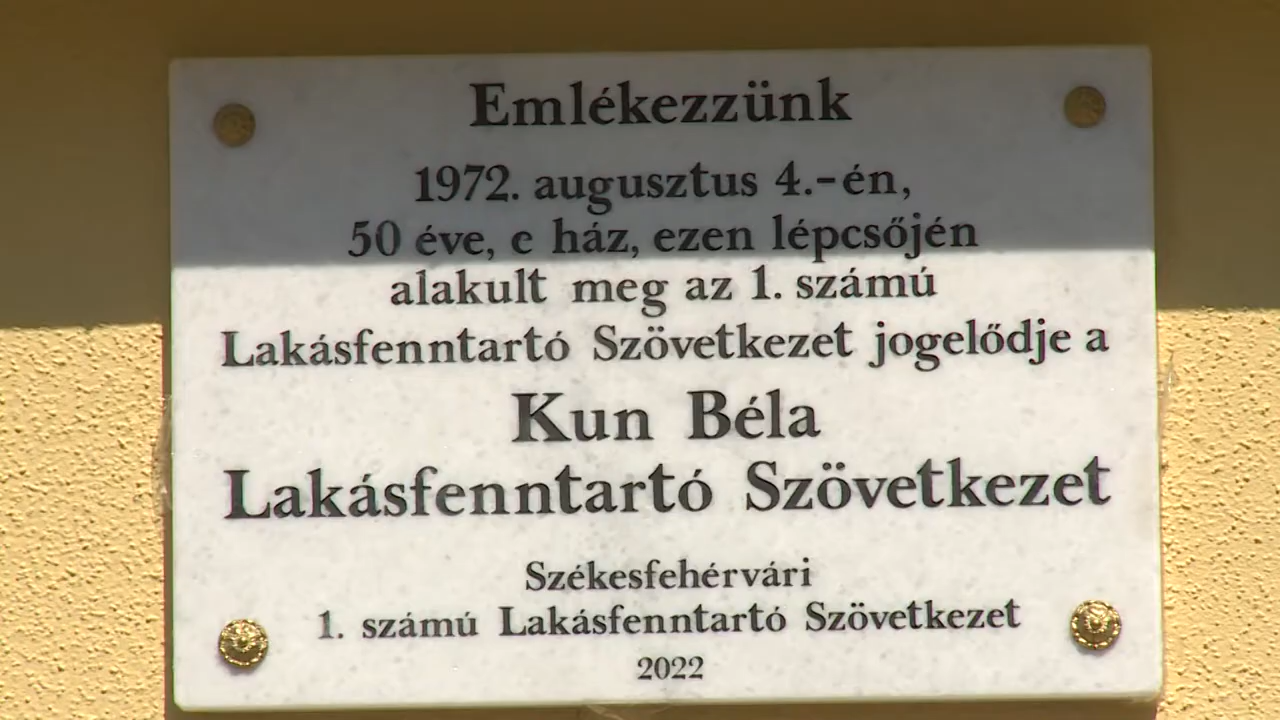 Emlékezzünk
1972. augusztus 4.-én,
50 éve, e ház, ezen lépcsőjén
alakult meg az 1. számú
Lakásfenntartó Szövetkezet jogelődje a
Kun Béla
Lakásfenntartó Szövetkezet
Székesfehérvári
1. számú Lakásfenntartó Szövetkezet
2022